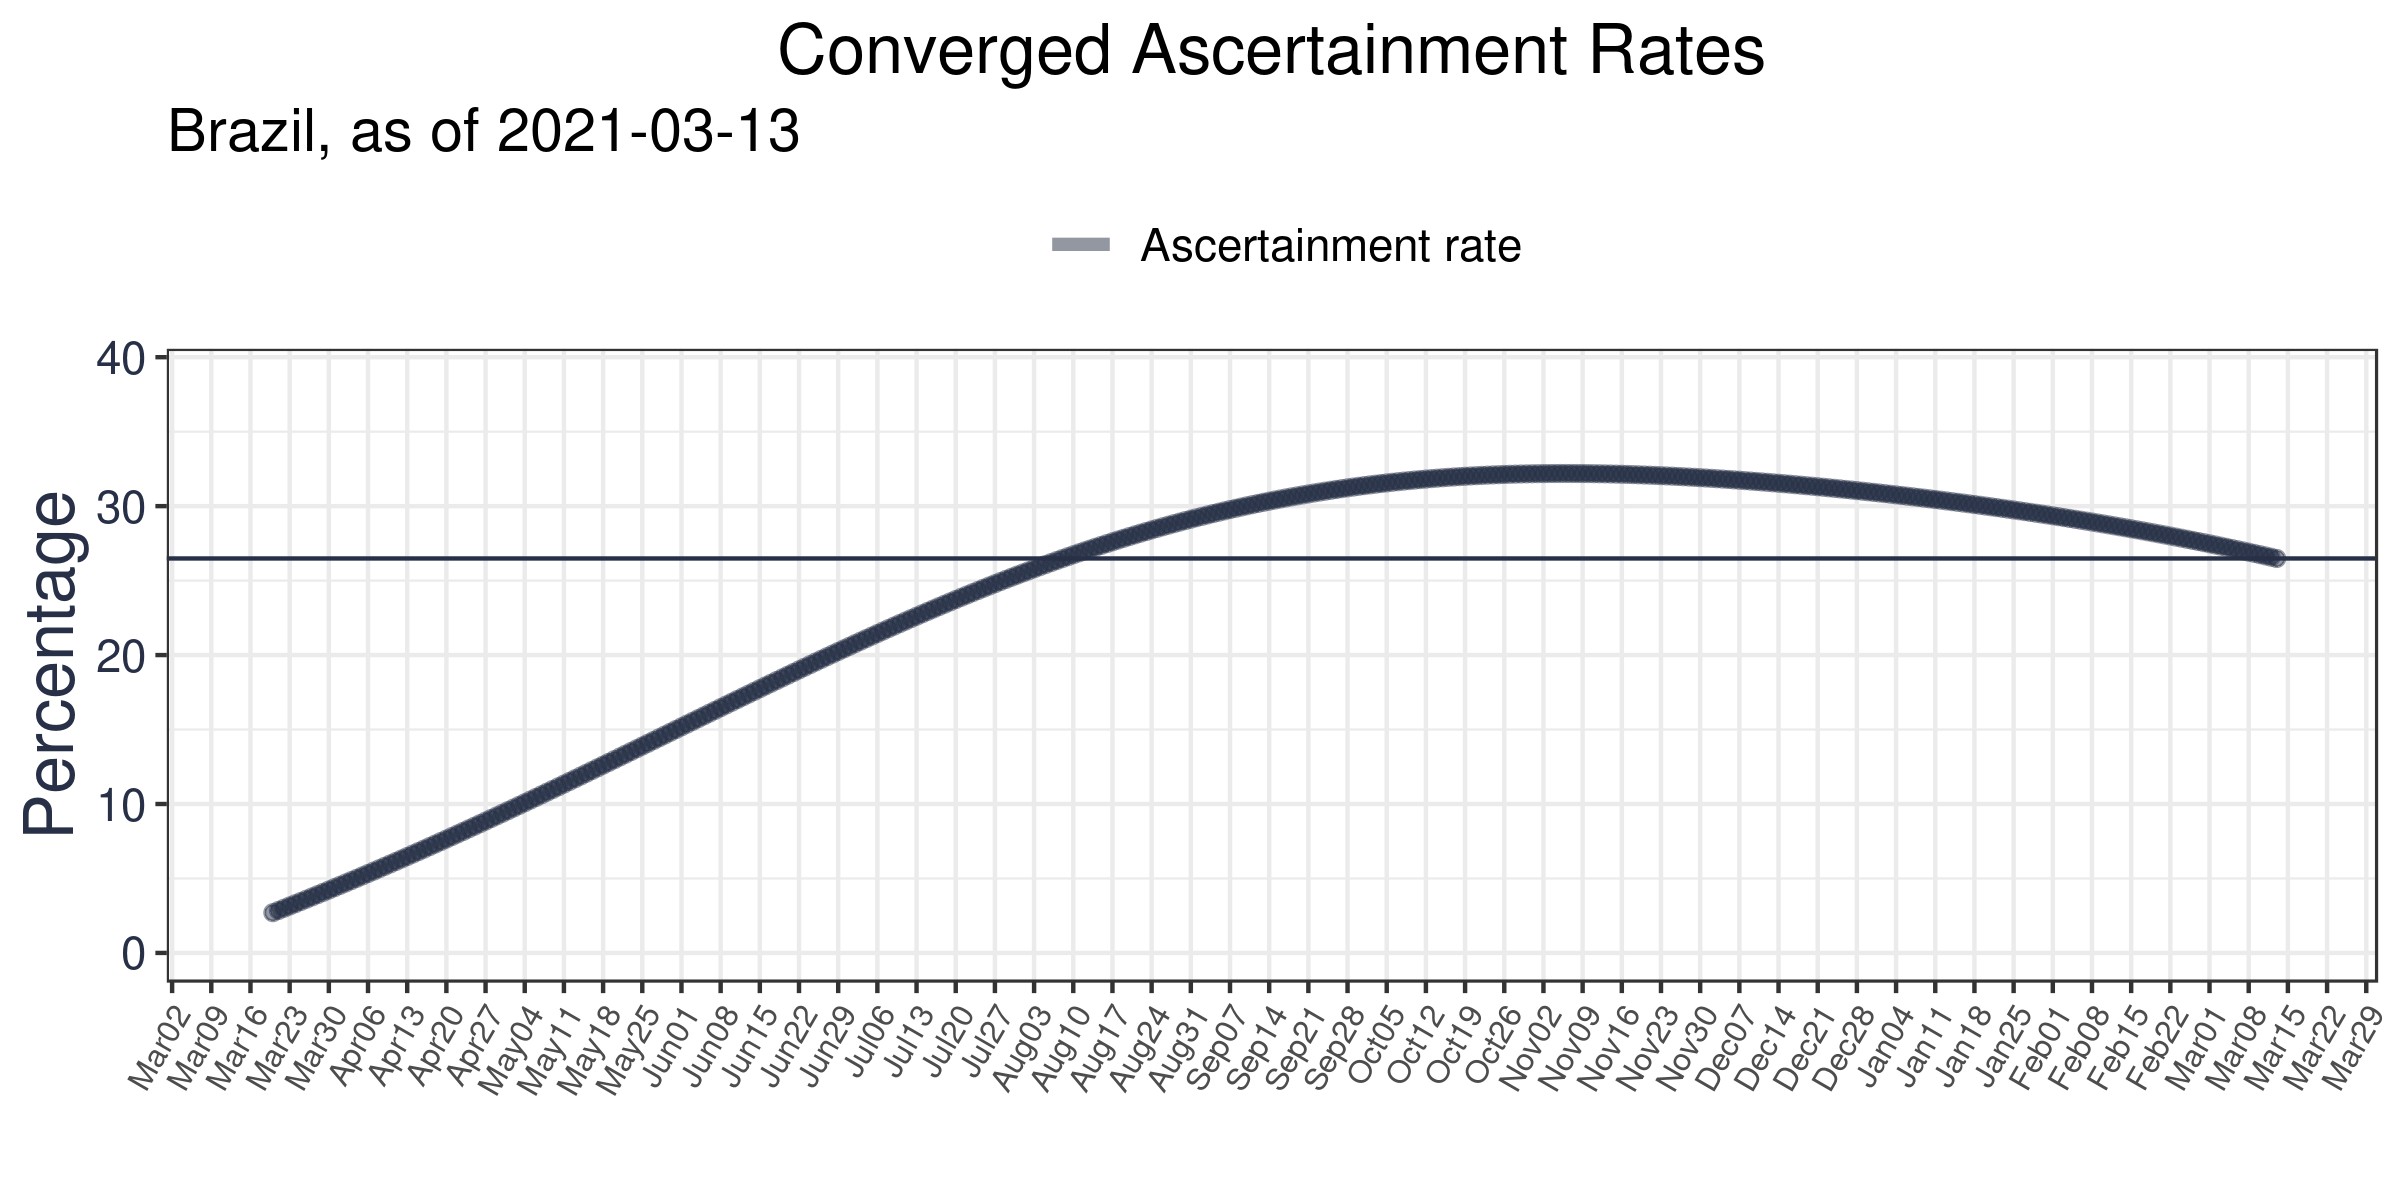 Converged Ascertainment Rates
Brazil, as of 2021-03-13
Ascertainment rate
Percentage
40
30
20
10
0
Mar02 Mar09 Mar16 Mar23 Mar30 Apr06 Apr13 Apr20 Apr27 May04 May11 May18 May25 Jun01 Jun08 Jun15 Jun22 Jun29 Jul06 Jul13 Jul20 Jul27 Aug03 Aug10 Aug17 Aug24 Aug31 Sep07 Sep14 Sep21 Sep28 Oct05 Oct12 Oct19 Oct26 Nov02 Nov09 Nov16 Nov23 Nov30 Dec07 Dec14 Dec21 Dec28 Jan04 Jan11 Jan18 Jan25 Feb01 Feb08 Feb15 Feb22 Mar01 Mar08 Mar15 Mar22 Mar29